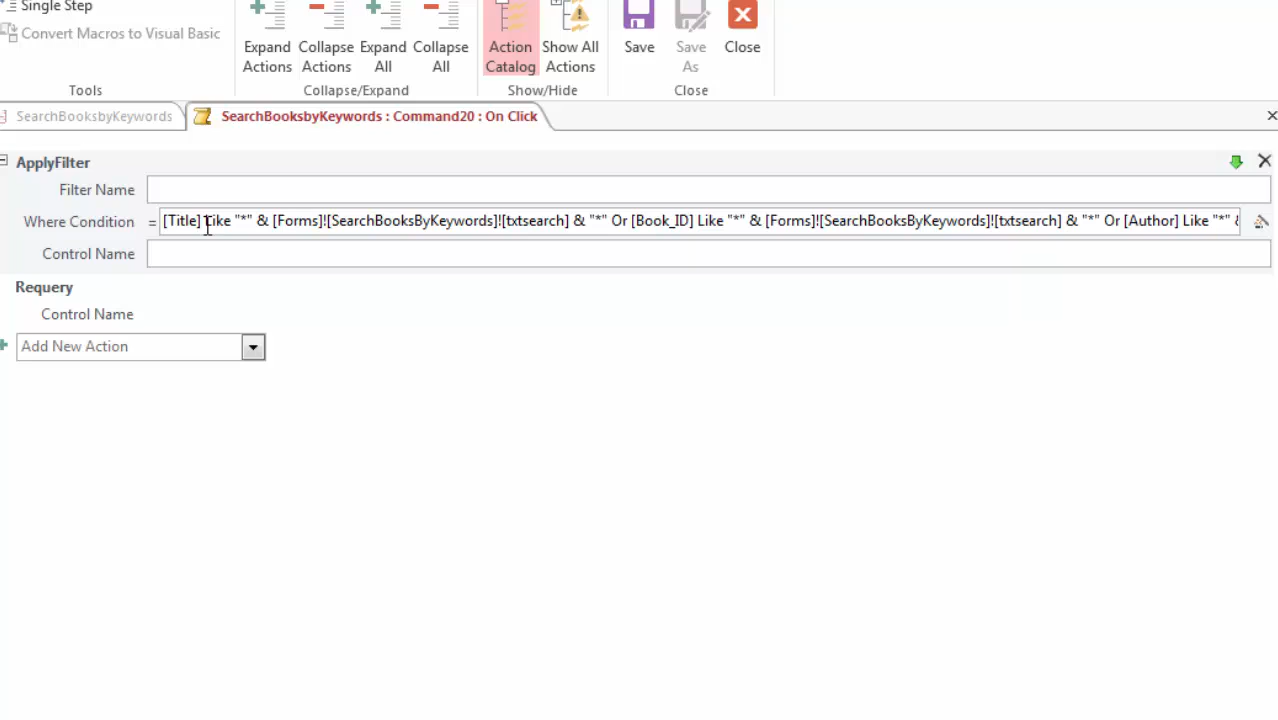 Single Step
Convert Macros to Visual Basic
Tools
Expand Actions
Collapse Actions
Expand All
Collapse All
Collapse/Expand
Action Catalog
Show All Actions
Show/Hide
Save
Save As
Close
Close
SearchBooksbyKeywords
SearchBooksbyKeywords : Command20 : On Click
ApplyFilter
Filter Name
Where Condition = [Title] Like "*" & [Forms]![SearchBooksByKeywords]![txtsearch] & "*" Or [Book_ID] Like "*" & [Forms]![SearchBooksByKeywords]![txtsearch] & "*" Or [Author] Like "*" &
Control Name
Requery
Control Name
Add New Action